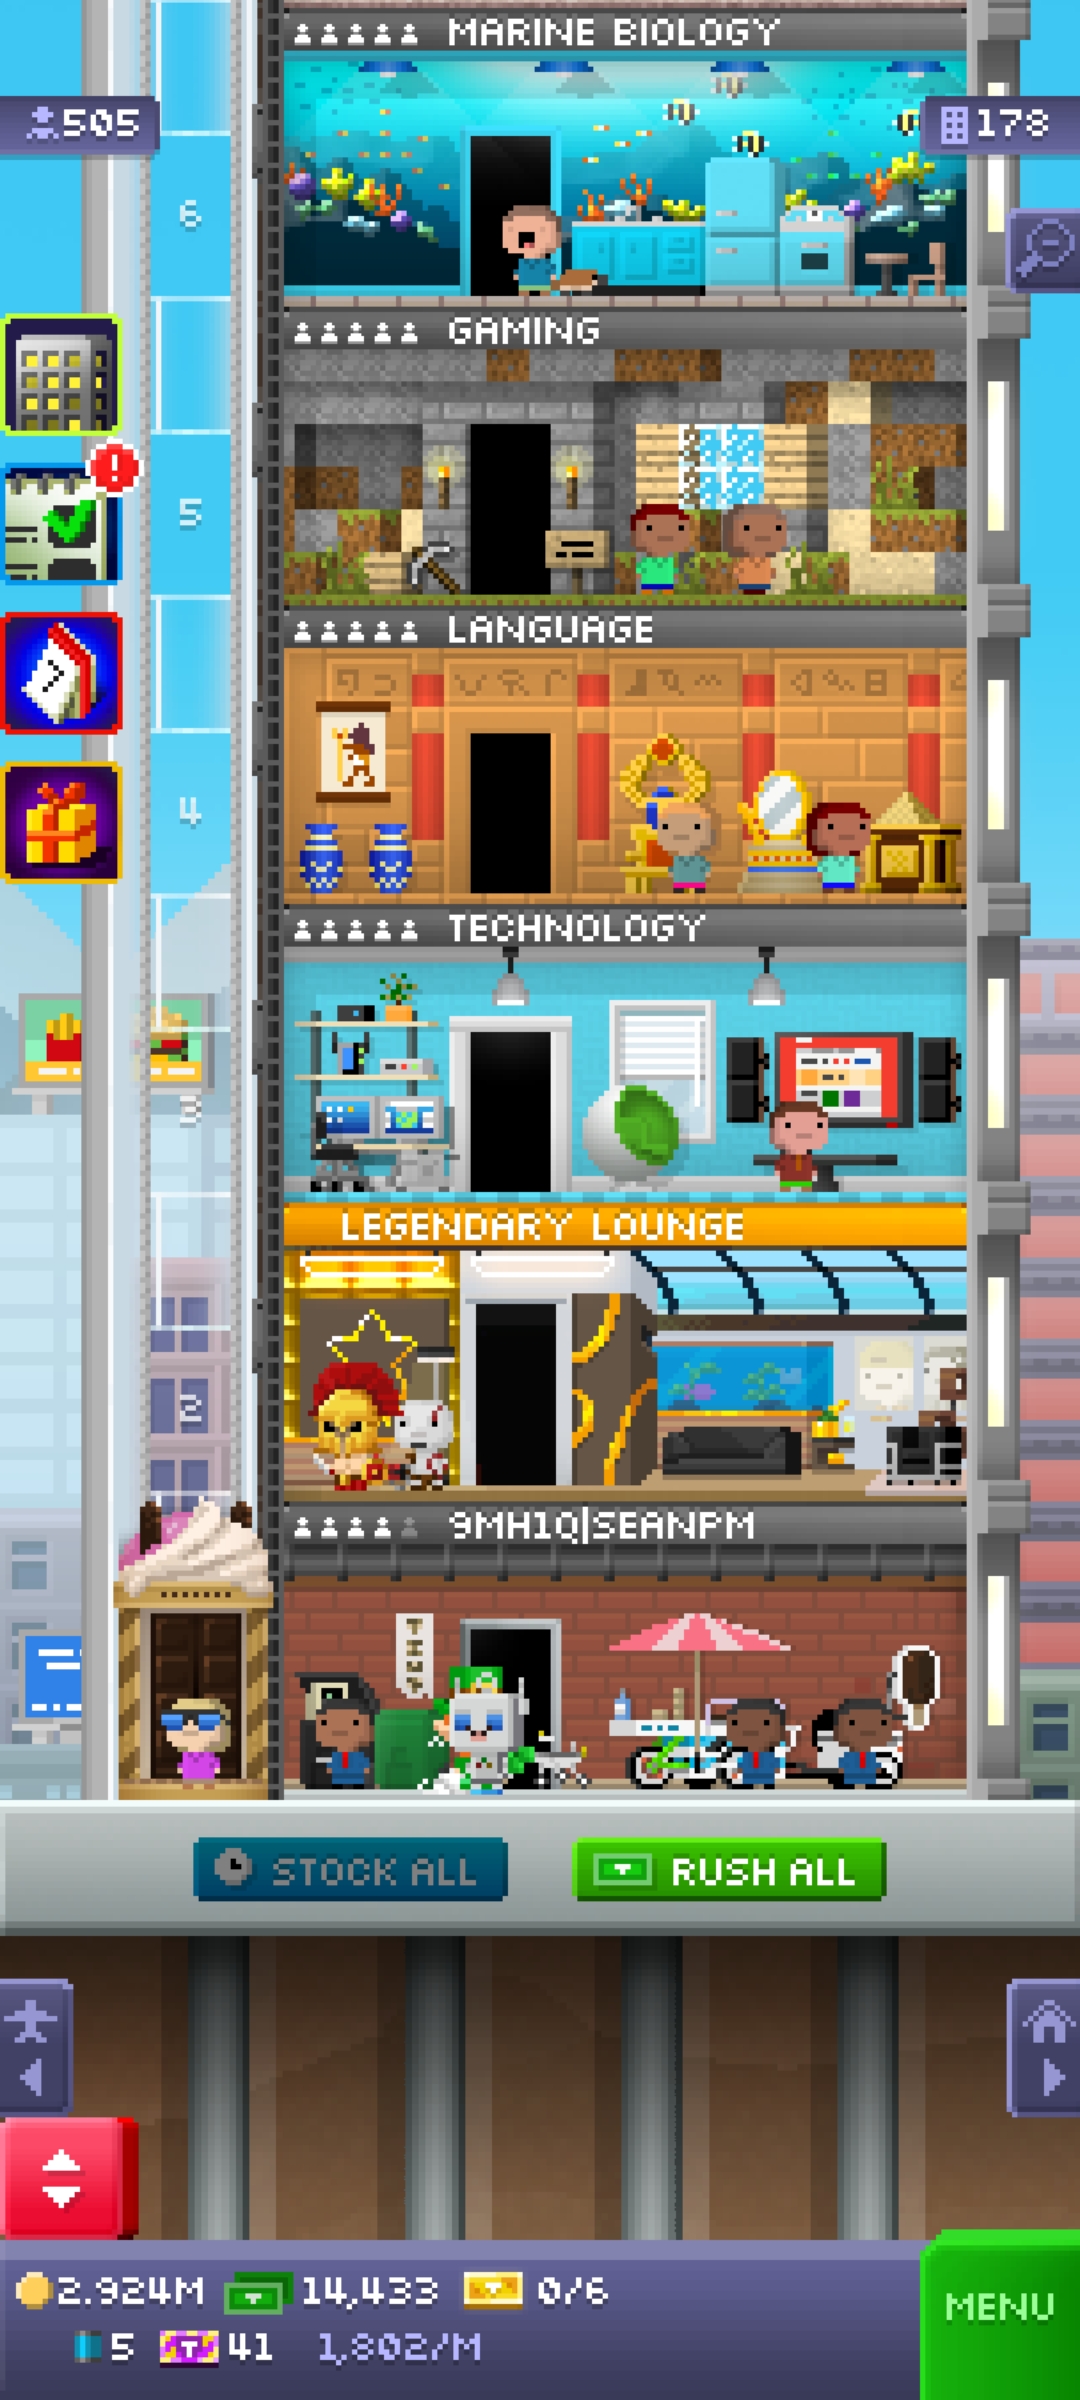 MARINE BIOLOGY
505
178
6
GAMING
5
LANGUAGE
7
4
TECHNOLOGY
3
LEGENDARY LOUNGE
2
9MH1Q|SEANPM
STOCK ALL
RUSH ALL
2.924M
14,433
0/6
MENU
5
41
1,802/M